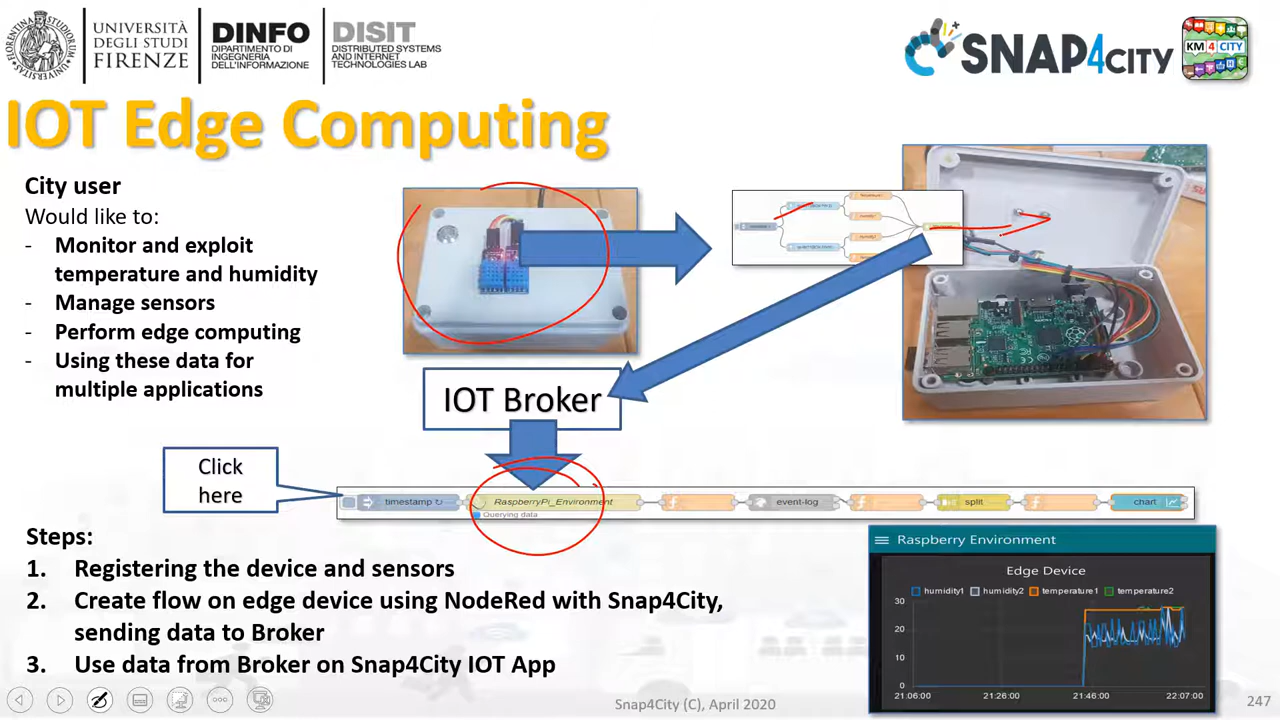 UNIVERSITÀ
DEGLI STUDI
FIRENZE
DINFO
DIPARTIMENTO DI
INGEGNERIA
DELL'INFORMAZIONE
DISIT
DISTRIBUTED SYSTEMS
AND INTERNET
TECHNOLOGIES LAB
SNAP4CITY
KM 4 CITY
IOT Edge Computing
City user
Would like to:
- Monitor and exploit
temperature and humidity
- Manage sensors
- Perform edge computing
- Using these data for
multiple applications
IOT Broker
Click
here
timestamp ↻
RaspberryPi_Environment
Querying data
event-log
split
chart
Steps:
1. Registering the device and sensors
2. Create flow on edge device using NodeRed with Snap4City,
sending data to Broker
3. Use data from Broker on Snap4City IOT App
Raspberry Environment
Edge Device
humidity1 humidity2 temperature1 temperature2
30
20
10
0
21:06:00 21:26:00 21:46:00 22:07:00
Snap4City (C), April 2020
247